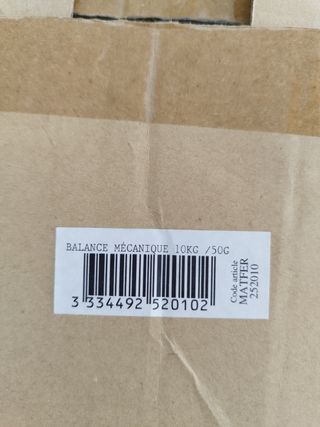 BALANCE MÉCANIQUE 10KG /50G
3 334492 520102
Code article
MATFER
252010